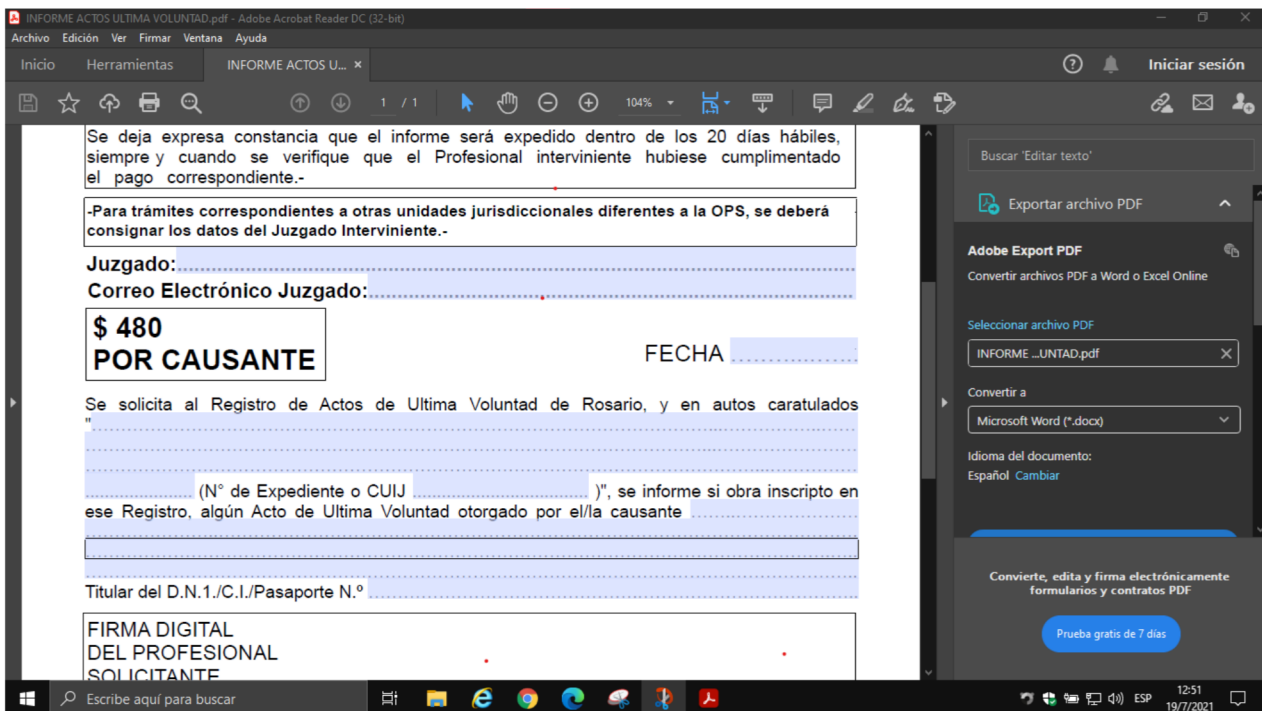 INFORME ACTOS ULTIMA VOLUNTAD.pdf - Adobe Acrobat Reader DC (32-bit)
Archivo Edición Ver Firmar Ventana Ayuda
Inicio Herramientas INFORME ACTOS U... × Iniciar sesión
1 / 1 104%
Se deja expresa constancia que el informe será expedido dentro de los 20 días hábiles,
siempre y cuando se verifique que el Profesional interviniente hubiese cumplimentado
el pago correspondiente.-
-Para trámites correspondientes a otras unidades jurisdiccionales diferentes a la OPS, se deberá
consignar los datos del Juzgado Interviniente.-
Juzgado:
Correo Electrónico Juzgado:
$ 480
POR CAUSANTE
FECHA
Se solicita al Registro de Actos de Ultima Voluntad de Rosario, y en autos caratulados
"
(N° de Expediente o CUIJ )", se informe si obra inscripto en
ese Registro, algún Acto de Ultima Voluntad otorgado por el/la causante
Titular del D.N.1./C.I./Pasaporte N.º
FIRMA DIGITAL
DEL PROFESIONAL
SOLICITANTE
Buscar 'Editar texto'
Exportar archivo PDF
Adobe Export PDF
Convertir archivos PDF a Word o Excel Online
Seleccionar archivo PDF
INFORME ...UNTAD.pdf
Convertir a
Microsoft Word (*.docx)
Idioma del documento:
Español Cambiar
Convierte, edita y firma electrónicamente
formularios y contratos PDF
Prueba gratis de 7 días
Escribe aquí para buscar
ESP
12:51
19/7/2021